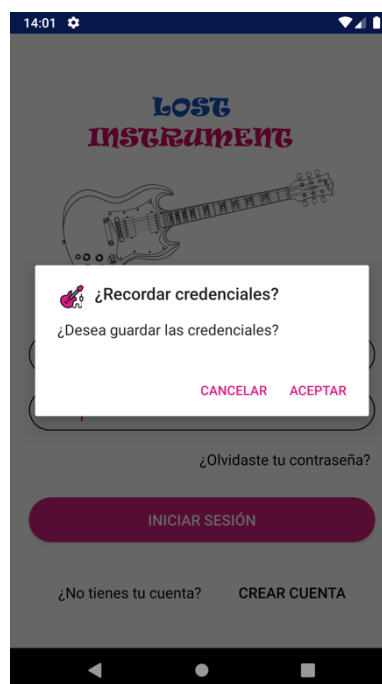 14:01
LOST
INSTRUMENT
¿Recordar credenciales?
¿Desea guardar las credenciales?
CANCELAR ACEPTAR
¿Olvidaste tu contraseña?
INICIAR SESIÓN
¿No tienes tu cuenta? CREAR CUENTA